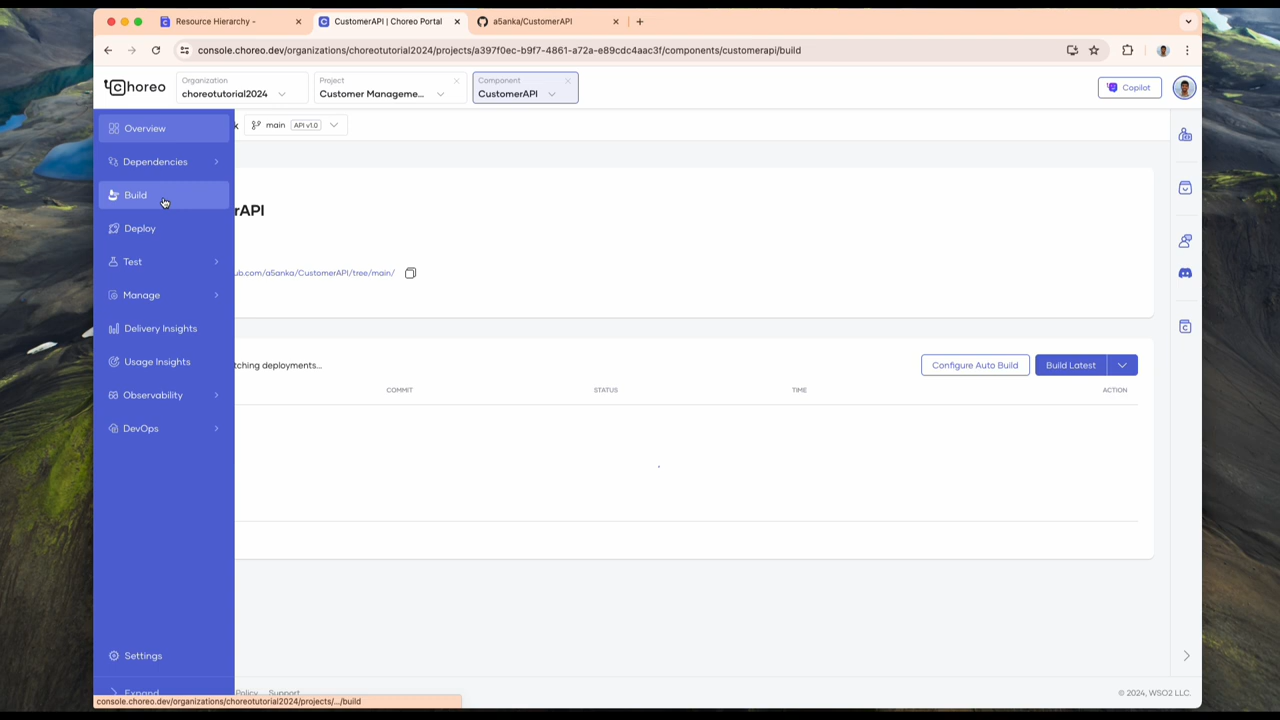 Resource Hierarchy -
CustomerAPI | Choreo Portal
a5anka/CustomerAPI
console.choreo.dev/organizations/choreotutorial2024/projects/a397f0ec-b9f7-4861-a72a-e89cdc4aac3f/components/customerapi/build
choreo
Organization
choreotutorial2024
Project
Customer Manageme...
Component
CustomerAPI
Copilot
Overview
Dependencies
Build
Deploy
Test
Manage
Delivery Insights
Usage Insights
Observability
DevOps
Settings
Expand
k
main
API v1.0
rAPI
ub.com/a5anka/CustomerAPI/tree/main/
tching deployments...
Configure Auto Build
Build Latest
COMMIT
STATUS
TIME
ACTION
Policy
Support
© 2024, WSO2 LLC.
console.choreo.dev/organizations/choreotutorial2024/projects/.../build